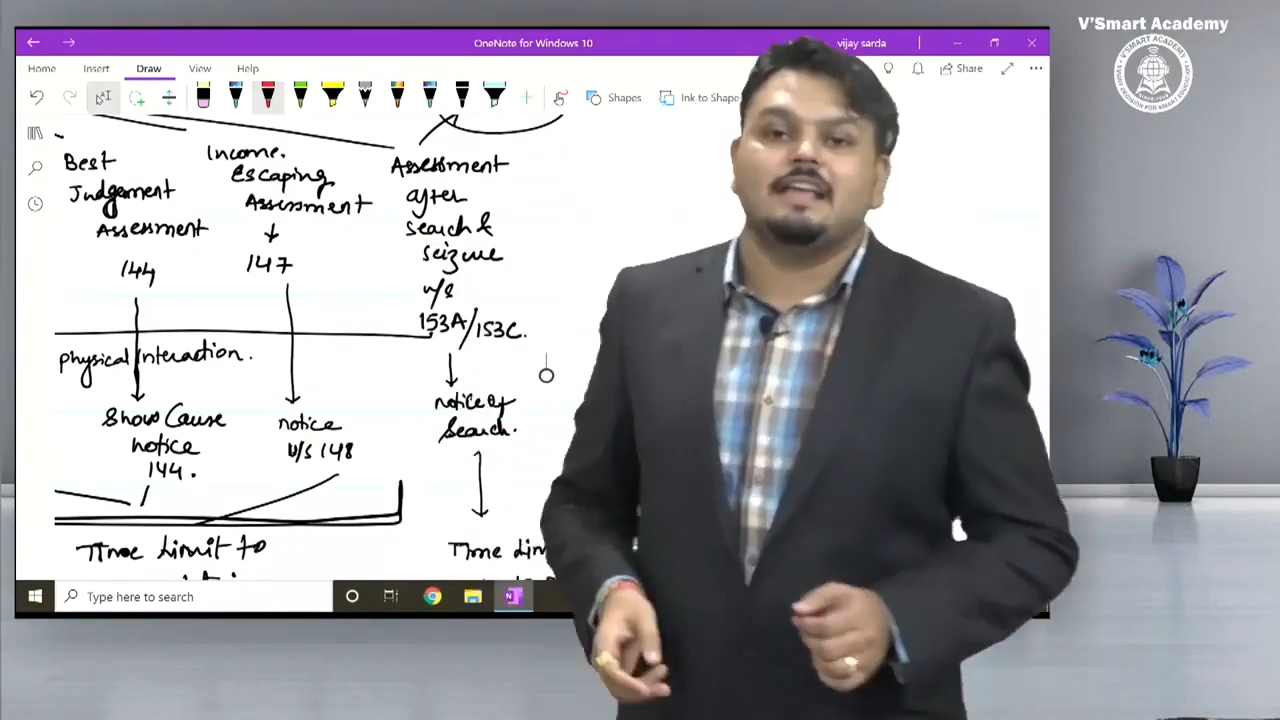 V'Smart Academy
OneNote for Windows 10
vijay sarda
Home Insert Draw View Help
Share
Shapes
Ink to Shape
Best
Judgement
Assessment
144
Income
Escaping
Assessment
147
Assessment
after
search &
seizure
u/s
153A/153C.
physical interaction.
Show Cause
notice
144.
notice
u/s 148
notice of
search.
Time Limit to
Time Lim
Type here to search